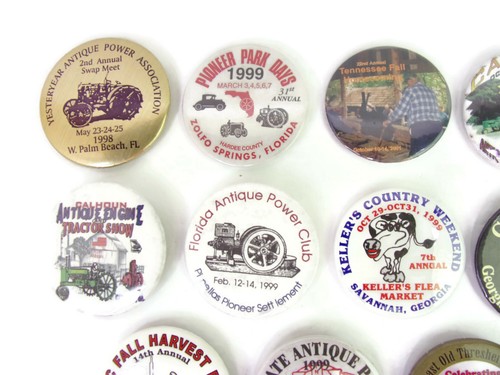 YESTERYEAR ANTIQUE POWER ASSOCIATION
2nd Annual
Swap Meet
May 23-24-25
1998
W. Palm Beach, FL
PIONEER PARK DAYS
1999
MARCH 3,4,5,6,7
31st
ANNUAL
HARDEE COUNTY
ZOLFO SPRINGS, FLORIDA
Tennessee Fall
CALHOUN
ANTIQUE ENGINE
AND
TRACTOR SHOW
Florida Antique Power Club
Feb. 12-14, 1999
Pioneer Settlement
KELLER'S COUNTRY WEEKEND
OCT 29-OCT 31, 1999
7th
ANNUAL
KELLER'S FLEA
MARKET
SAVANNAH, GEORGIA
FALL HARVEST
14th Annual
ANTIQUE
1999
Old
Celebrating